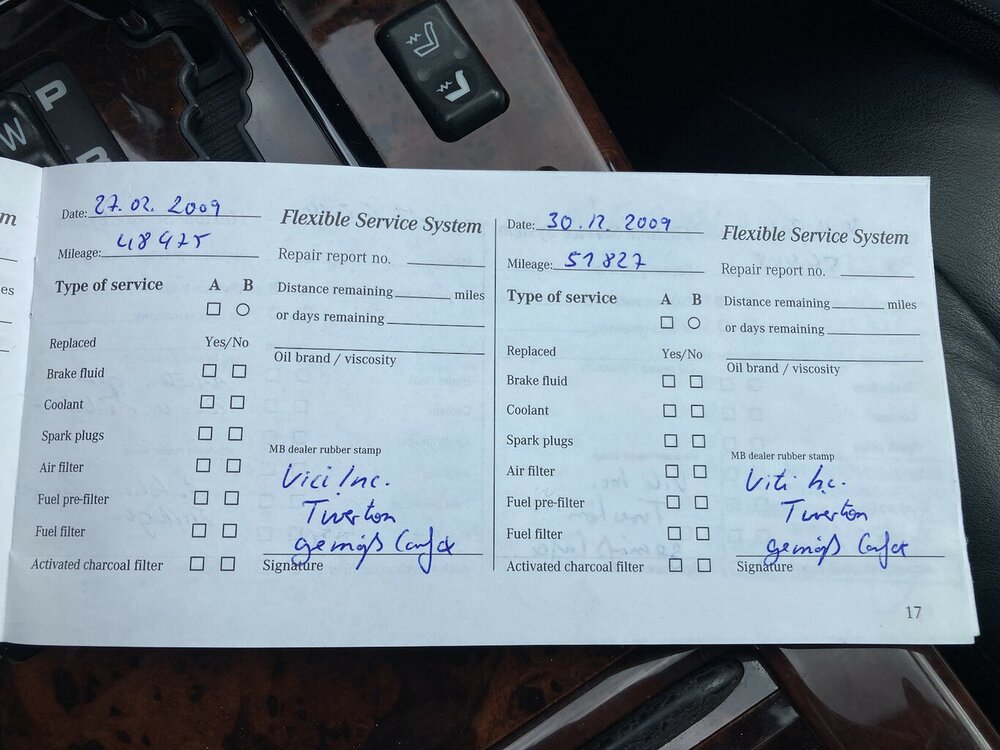 P
W
m
es
Date: 27.02. 2009
Flexible Service System
Mileage: 48475
Repair report no.
Type of service A B
Distance remaining miles
or days remaining
Replaced Yes/No
Oil brand / viscosity
Brake fluid
Coolant
Spark plugs
MB dealer rubber stamp
Air filter
Vici Inc.
Fuel pre-filter
Tiverton
Fuel filter
gemäß Carfax
Activated charcoal filter
Signature
Date: 30.12. 2009
Flexible Service System
Mileage: 51827
Repair report no.
Type of service A B
Distance remaining miles
or days remaining
Replaced Yes/No
Oil brand / viscosity
Brake fluid
Coolant
Spark plugs
MB dealer rubber stamp
Air filter
Viti Inc.
Fuel pre-filter
Tiverton
Fuel filter
gemäß Carfax
Activated charcoal filter
Signature
17